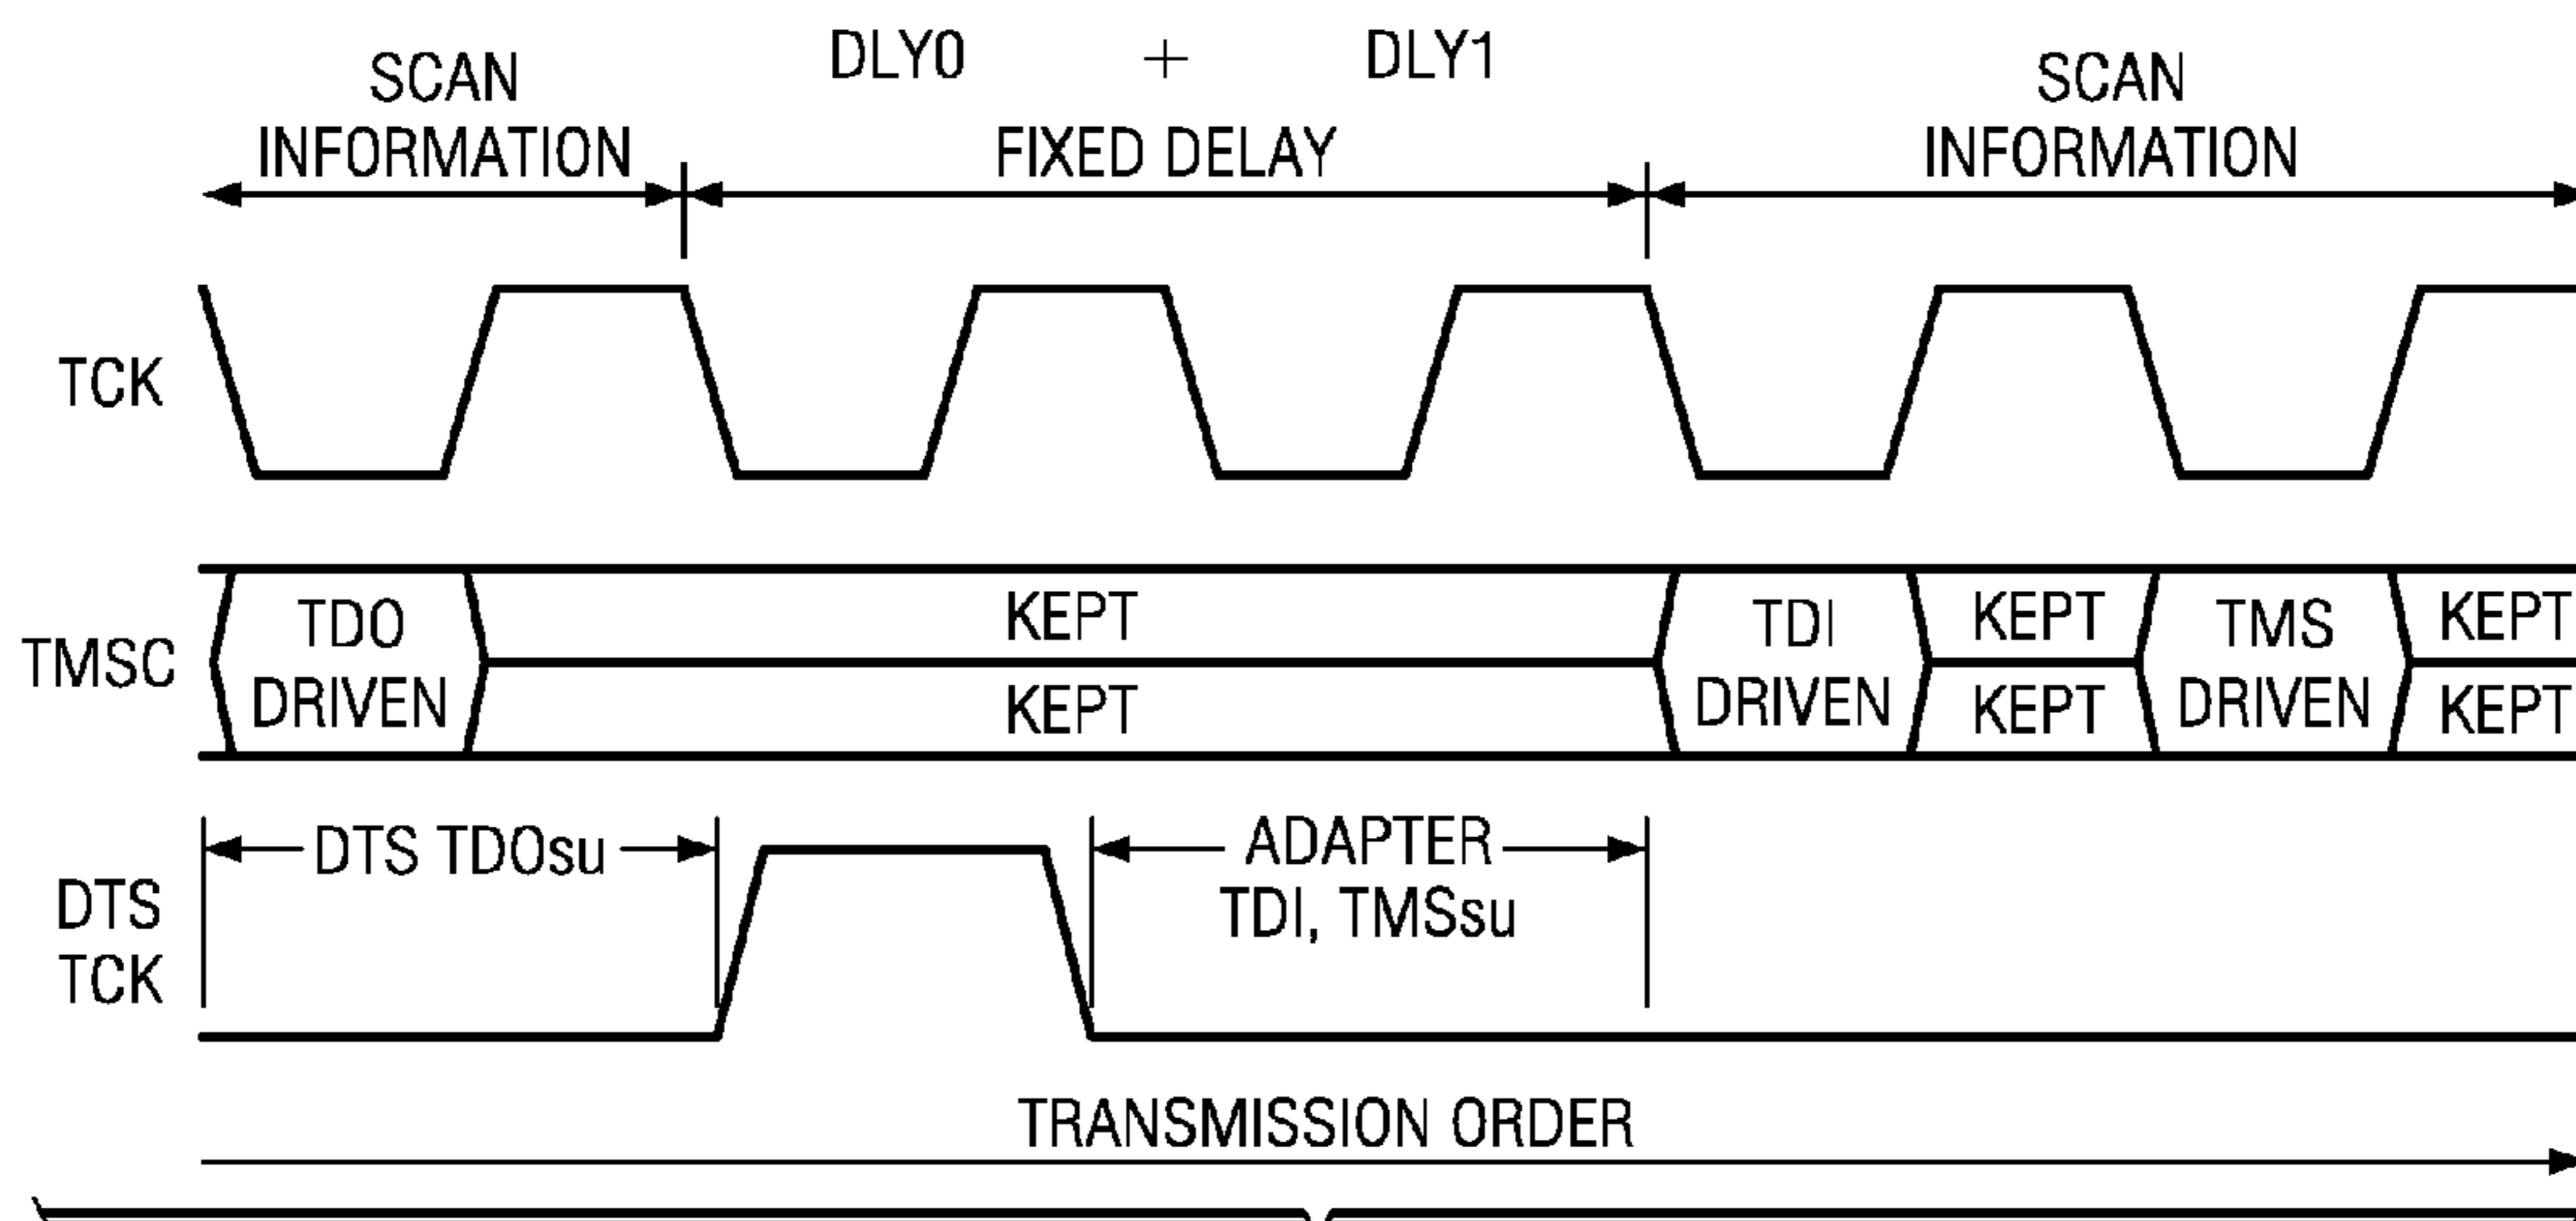 DLY0 + DLY1
SCAN
INFORMATION
FIXED DELAY
SCAN
INFORMATION
TCK
TMSC
TDO
DRIVEN
KEPT
KEPT
TDI
DRIVEN
KEPT
KEPT
TMS
DRIVEN
KEPT
KEPT
DTS
TCK
DTS TDOsu
ADAPTER
TDI, TMSsu
TRANSMISSION ORDER